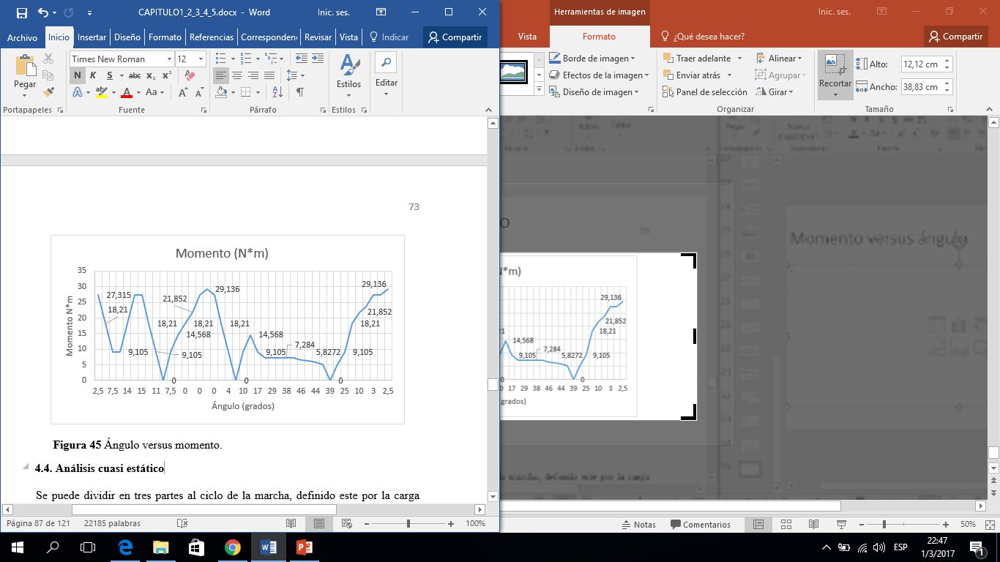 CAPITULO1_2_3_4_5.docx - Word
Inic. ses.
Archivo Inicio Insertar Diseño Formato Referencias Corresponden Revisar Vista Indicar Compartir
Times New Roman 12
Pegar
N K S abc x₂ x²
A ab A Aa A A
Estilos
Editar
Portapapeles Fuente Párrafo Estilos
73
Momento (N*m)
35
30
25
20
15
10
5
0
Momento N*m
27,315
18,21
9,105
18,21
9,105
0
21,852
14,568
18,21
29,136
18,21
0
14,568
9,105
7,284
5,8272
0
9,105
18,21
21,852
29,136
2,5 7,5 14 15 11 7,5 0 0 0 4 10 17 29 38 46 44 39 25 10 3 2,5
Ángulo (grados)
Figura 45 Ángulo versus momento.
4.4. Análisis cuasi estático
Se puede dividir en tres partes al ciclo de la marcha, definido este por la carga
Página 87 de 121 22185 palabras 100%
Herramientas de imagen
Inic. ses.
Vista Formato ¿Qué desea hacer? Compartir
Borde de imagen
Efectos de la imagen
Diseño de imagen
Traer adelante
Enviar atrás
Panel de selección
Alinear
Agrupar
Girar
Organizar
Recortar
Alto: 12,12 cm
Ancho: 38,83 cm
Tamaño
Momento versus ángulo
*m)
14,568
9,105
7,284
5,8272
0
9,105
18,21
21,852
29,136
17 29 38 46 44 39 25 10 3 2,5
grados)
Notas Comentarios 50%
ESP
22:47
1/3/2017
1